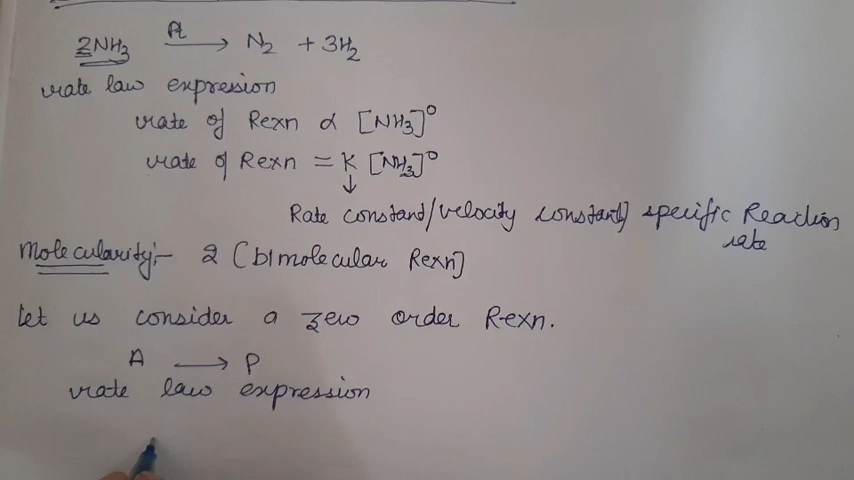 Pt
2NH3 → N2 + 3H2
rate law expression
rate of Rexn ∝ [NH3]⁰
rate of Rexn = K [NH3]⁰
↓
Rate constant/velocity constant/ specific Reaction
rate
Molecularity:- 2 (bimolecular Rexn]
Let us consider a zero order Rexn.
A → P
rate law expression